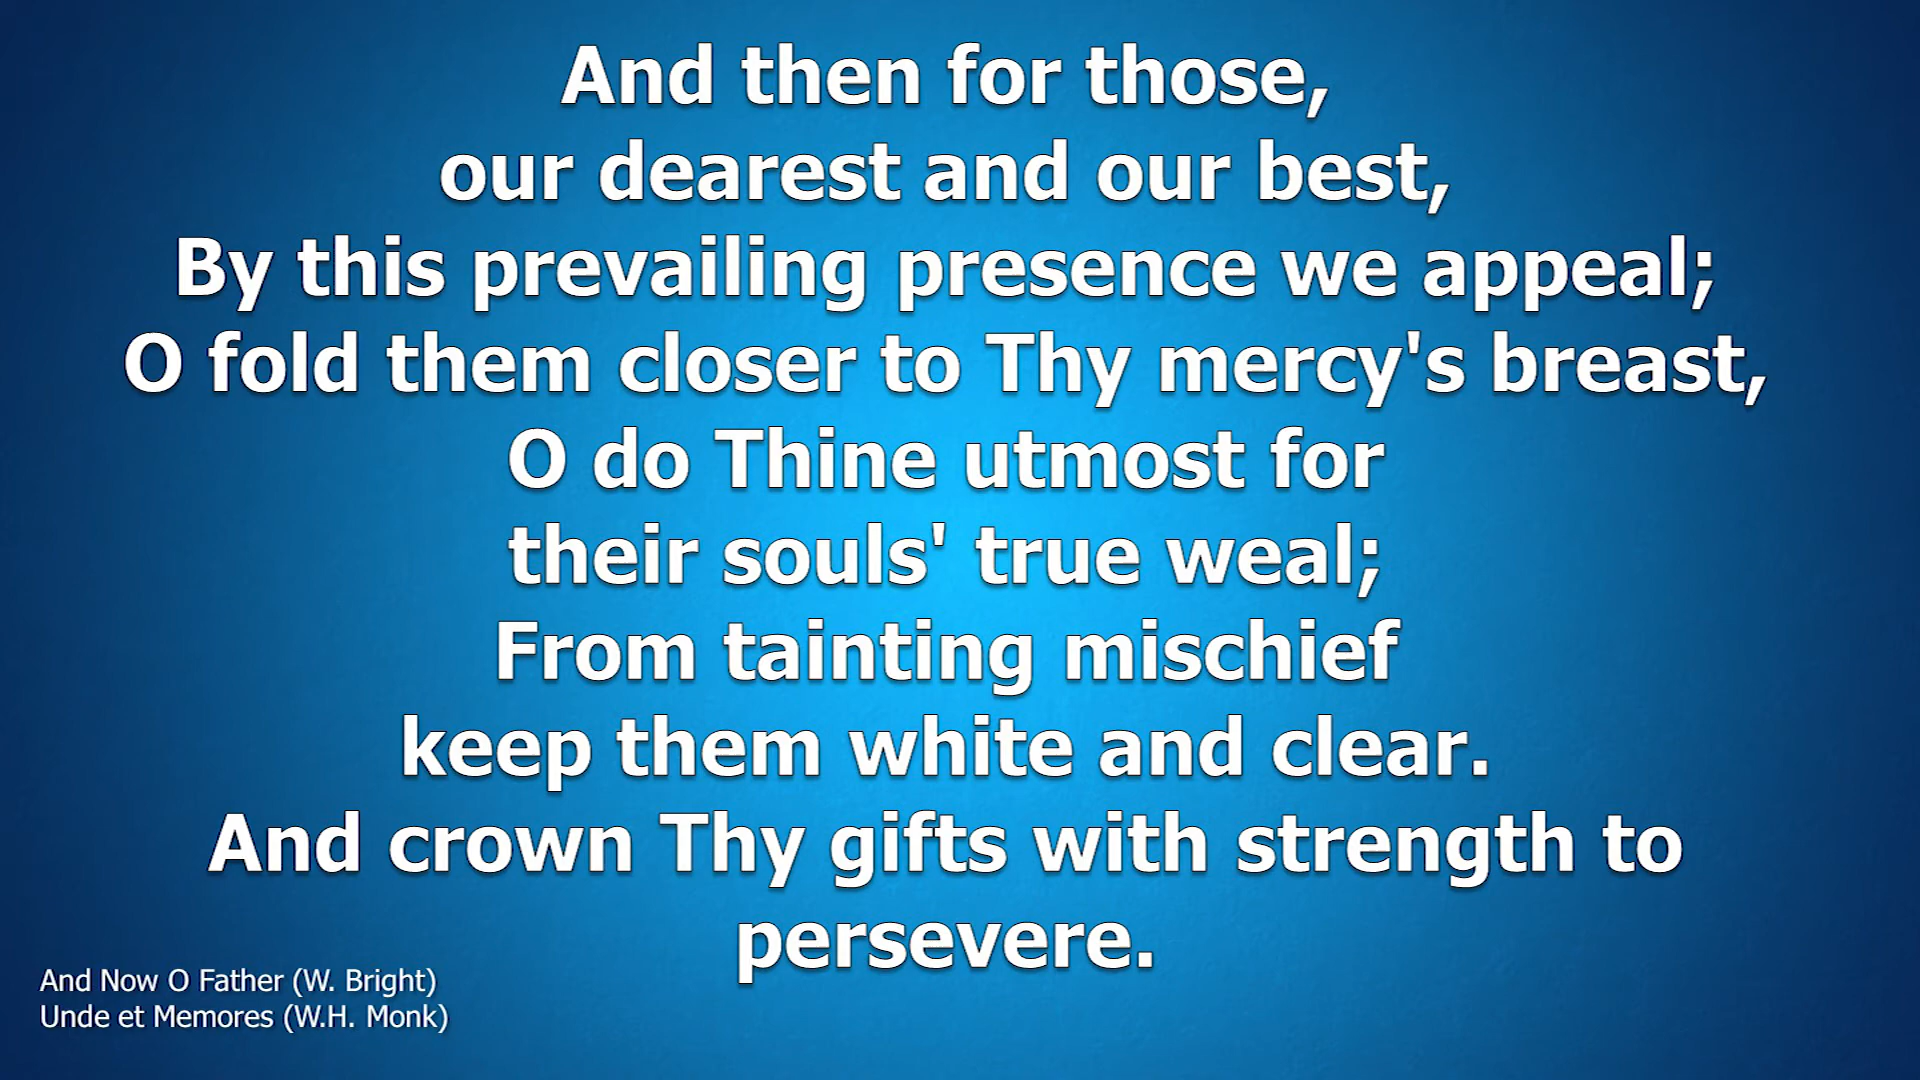 And then for those,
our dearest and our best,
By this prevailing presence we appeal;
O fold them closer to Thy mercy's breast,
O do Thine utmost for
their souls' true weal;
From tainting mischief
keep them white and clear.
And crown Thy gifts with strength to
persevere.
And Now O Father (W. Bright)
Unde et Memores (W.H. Monk)